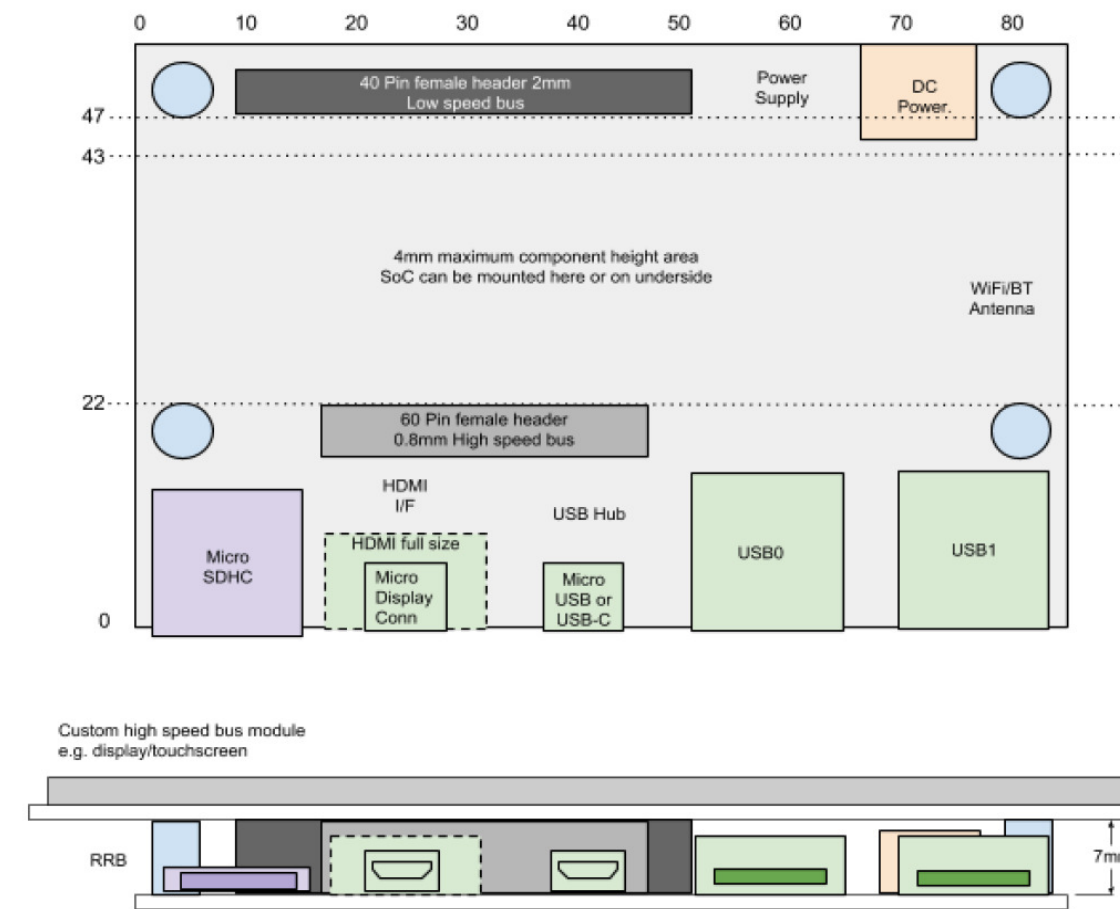 0 10 20 30 40 50 60 70 80
40 Pin female header 2mm
Low speed bus
Power
Supply
DC
Power.
47
43
4mm maximum component height area
SoC can be mounted here or on underside
WiFi/BT
Antenna
22
60 Pin female header
0.8mm High speed bus
HDMI
I/F
USB Hub
HDMI full size
Micro
SDHC
Micro
Display
Conn
Micro
USB or
USB-C
USB0
USB1
0
Custom high speed bus module
e.g. display/touchscreen
RRB